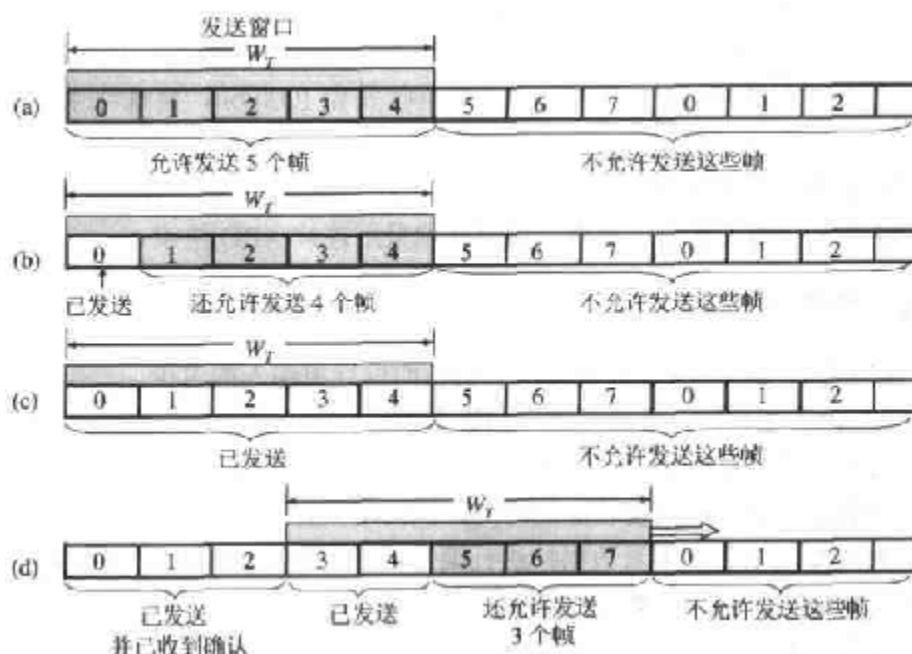 发送窗口
W_T
(a) 0 1 2 3 4 5 6 7 0 1 2
允许发送 5 个帧 不允许发送这些帧
W_T
(b) 0 1 2 3 4 5 6 7 0 1 2
已发送 还允许发送 4 个帧 不允许发送这些帧
W_T
(c) 0 1 2 3 4 5 6 7 0 1 2
已发送 不允许发送这些帧
W_T
(d) 0 1 2 3 4 5 6 7 0 1 2
已发送 已发送 还允许发送 不允许发送这些帧
并已收到确认 3 个帧